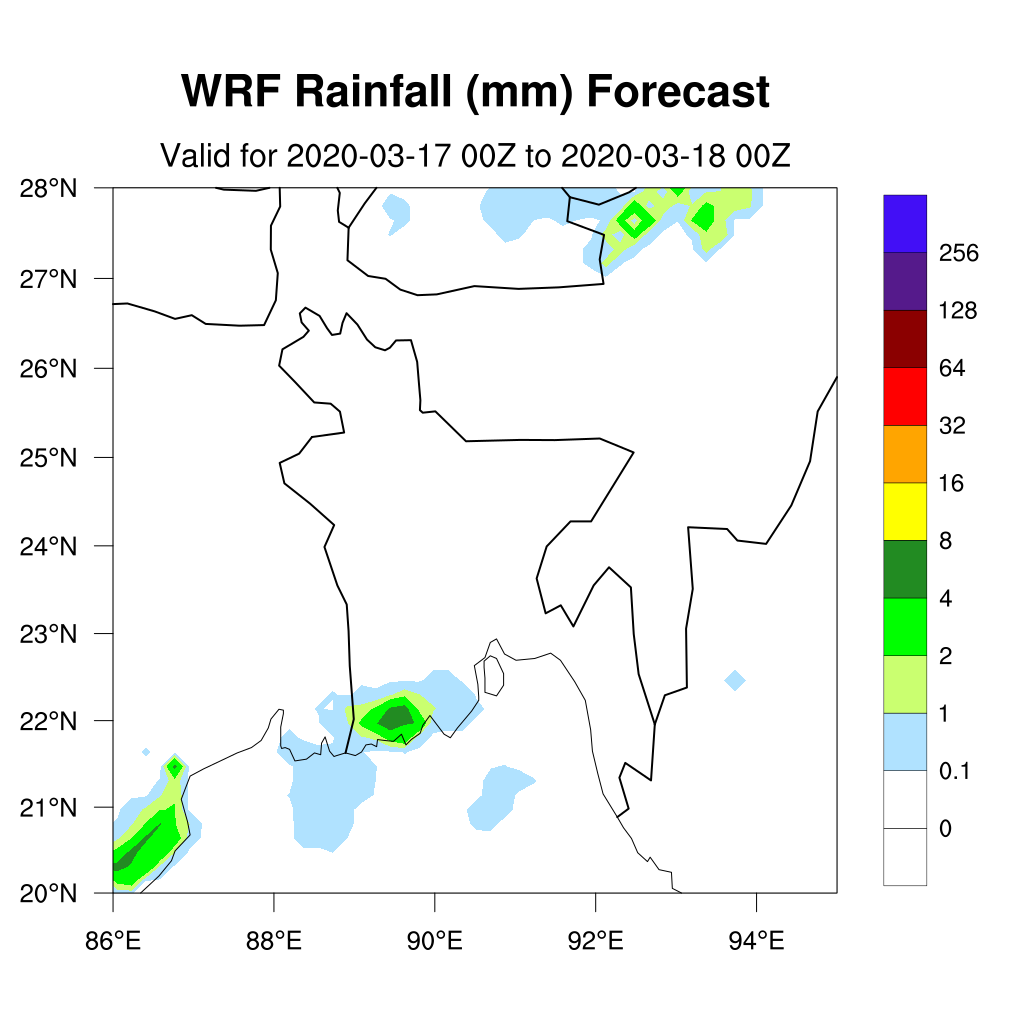 WRF Rainfall (mm) Forecast
Valid for 2020-03-17 00Z to 2020-03-18 00Z
28°N
27°N
26°N
25°N
24°N
23°N
22°N
21°N
20°N
86°E 88°E 90°E 92°E 94°E
256
128
64
32
16
8
4
2
1
0.1
0